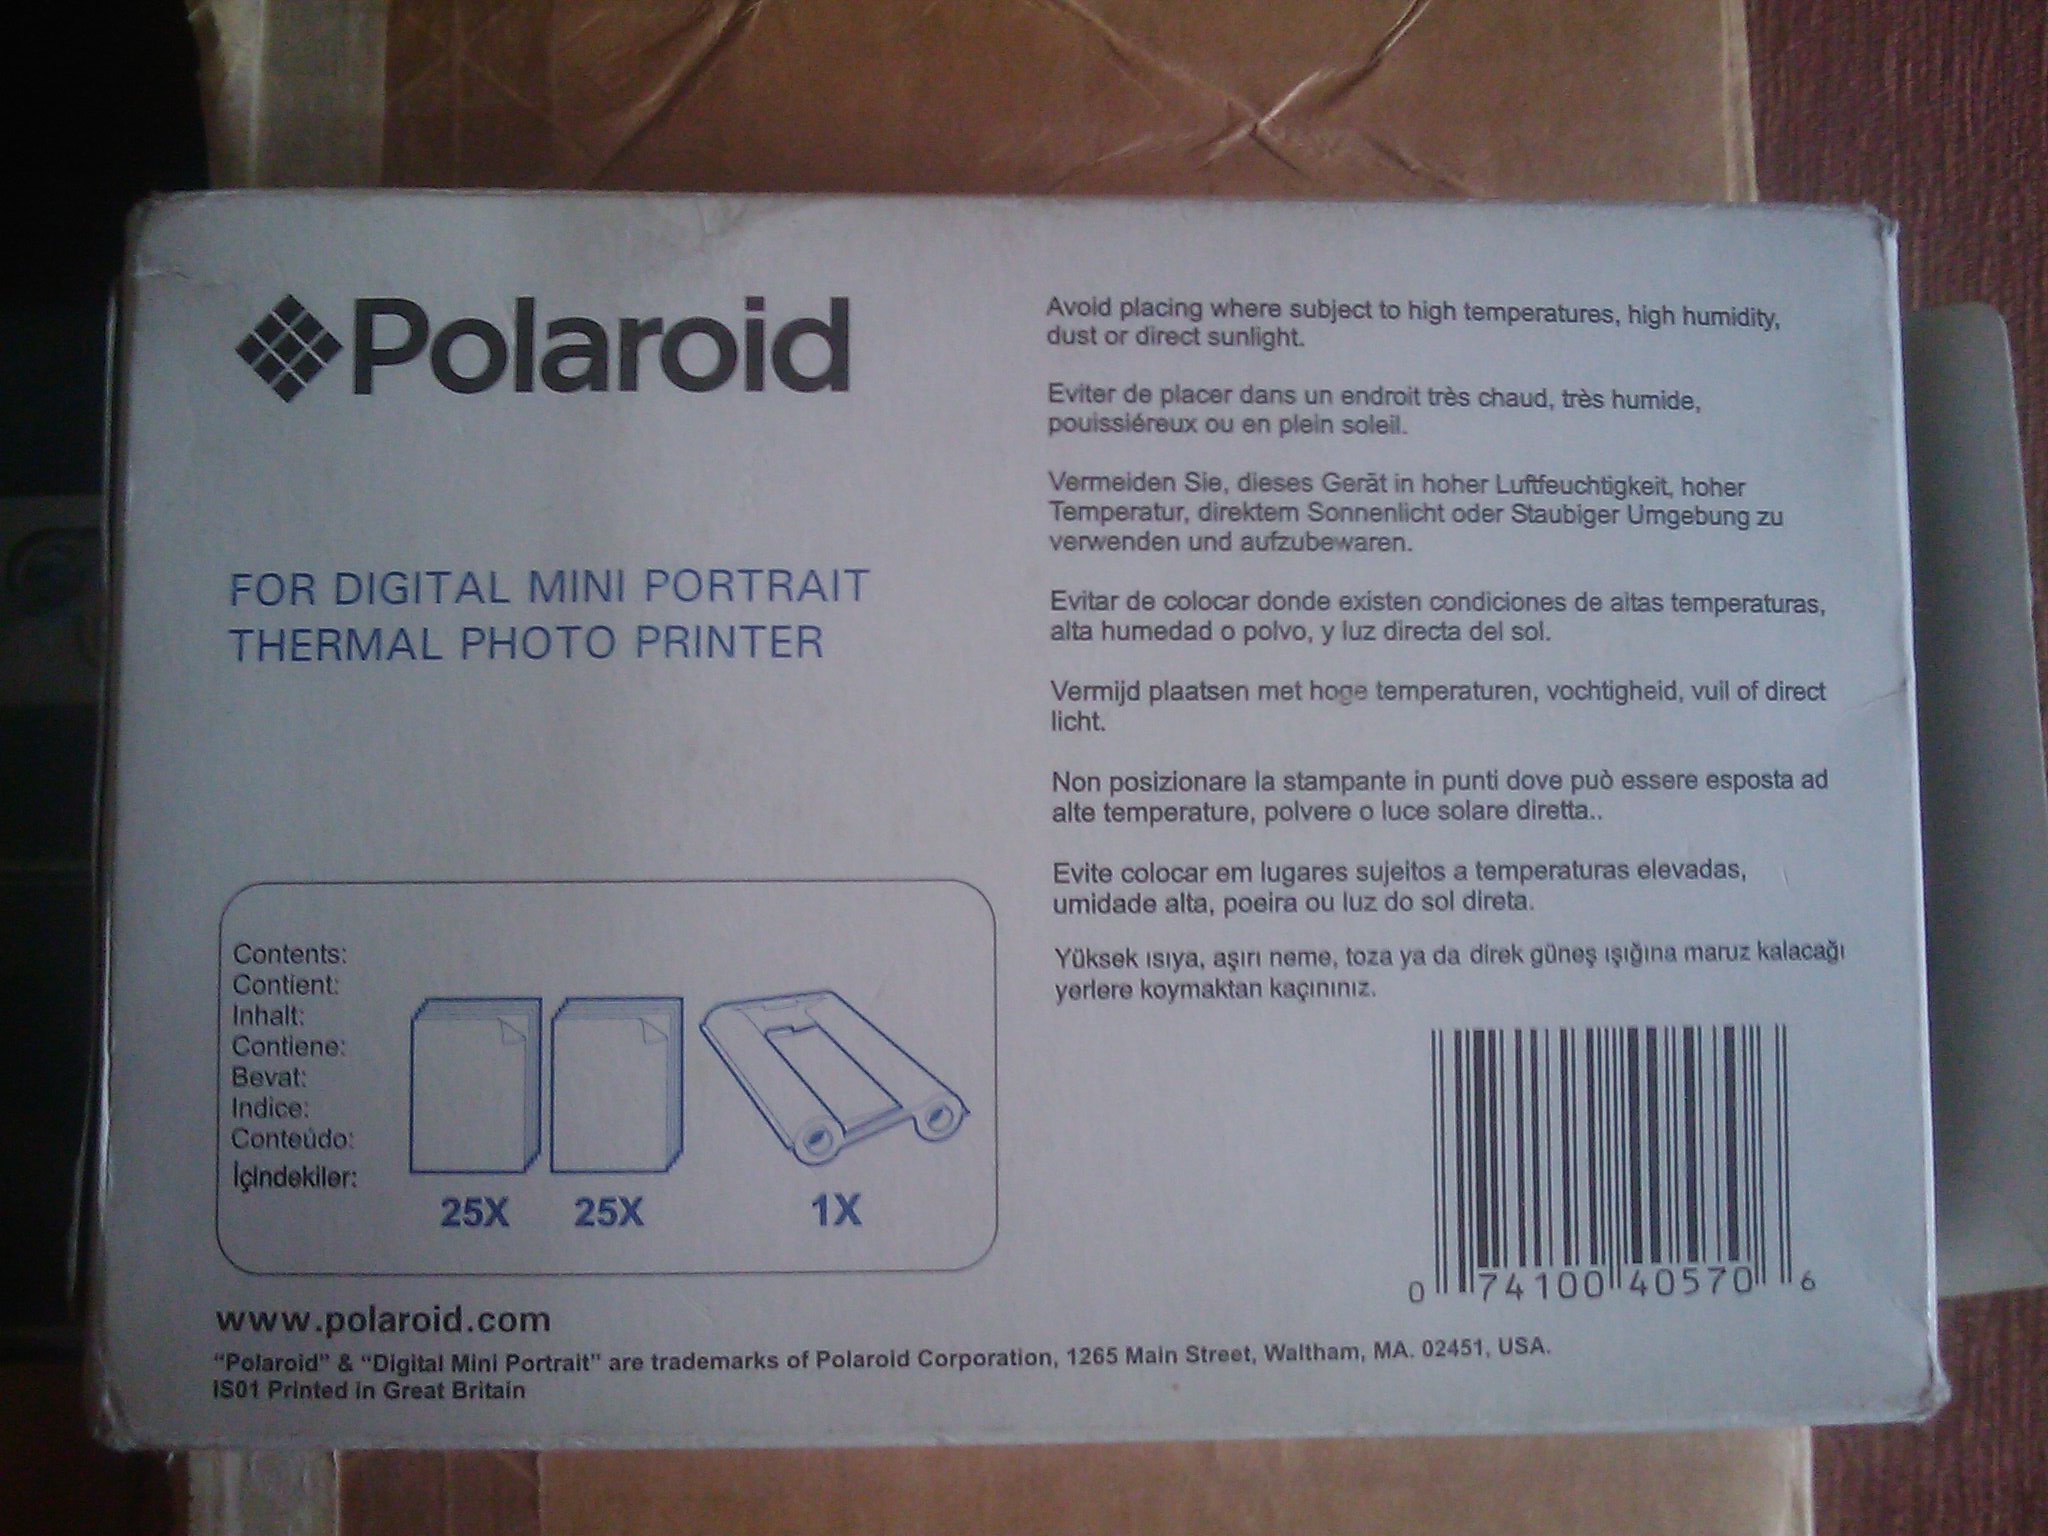 Polaroid
FOR DIGITAL MINI PORTRAIT
THERMAL PHOTO PRINTER
Avoid placing where subject to high temperatures, high humidity,
dust or direct sunlight.
Eviter de placer dans un endroit très chaud, très humide,
pouissiéreux ou en plein soleil.
Vermeiden Sie, dieses Gerät in hoher Luftfeuchtigkeit, hoher
Temperatur, direktem Sonnenlicht oder Staubiger Umgebung zu
verwenden und aufzubewaren.
Evitar de colocar donde existen condiciones de altas temperaturas,
alta humedad o polvo, y luz directa del sol.
Vermijd plaatsen met hoge temperaturen, vochtigheid, vuil of direct
licht.
Non posizionare la stampante in punti dove può essere esposta ad
alte temperature, polvere o luce solare diretta..
Evite colocar em lugares sujeitos a temperaturas elevadas,
umidade alta, poeira ou luz do sol direta.
Yüksek ısıya, aşırı neme, toza ya da direk güneş ışığına maruz kalacağı
yerlere koymaktan kaçınınız.
Contents:
Contient:
Inhalt:
Contiene:
Bevat:
Indice:
Conteúdo:
İçindekiler:
25X 25X 1X
0 74100 40570 6
www.polaroid.com
"Polaroid" & "Digital Mini Portrait" are trademarks of Polaroid Corporation, 1265 Main Street, Waltham, MA. 02451, USA.
IS01 Printed in Great Britain